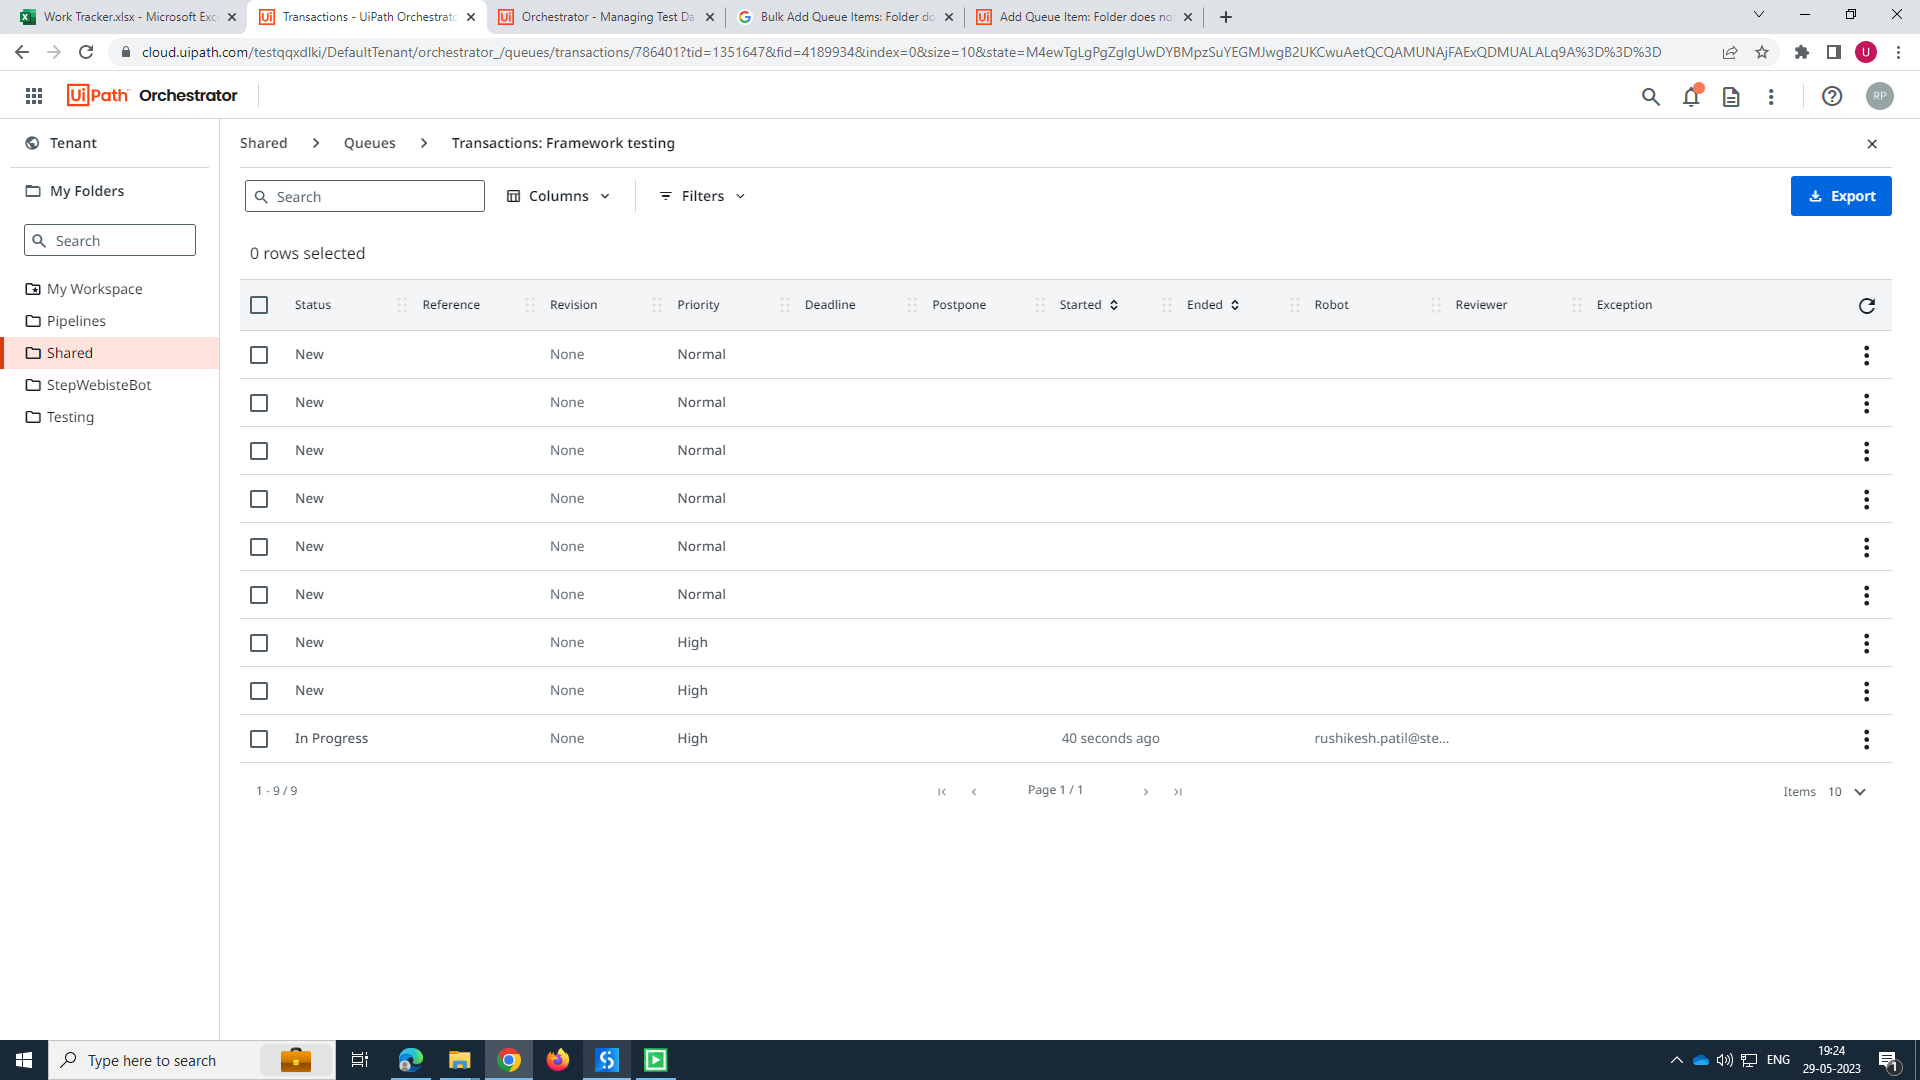 Work Tracker.xlsx - Microsoft Exc
Transactions - UiPath Orchestrato
Orchestrator - Managing Test Da
Bulk Add Queue Items: Folder do
Add Queue Item: Folder does no
cloud.uipath.com/testqqxdlki/DefaultTenant/orchestrator_/queues/transactions/786401?tid=1351647&fid=4189934&index=0&size=10&state=M4ewTgLgPgZglgUwDYBMpzSuYEGMJwgB2UKCwuAetQCQAMUNAjFAExQDMUALALq9A%3D%3D%3D
U
UiPath Orchestrator
RP
Tenant
Shared > Queues > Transactions: Framework testing
My Folders
Search
Columns
Filters
Export
Search
0 rows selected
My Workspace
Pipelines
Shared
StepWebisteBot
Testing
Status Reference Revision Priority Deadline Postpone Started Ended Robot Reviewer Exception
New None Normal
New None Normal
New None Normal
New None Normal
New None Normal
New None Normal
New None High
New None High
In Progress None High 40 seconds ago rushikesh.patil@ste...
1 - 9 / 9
Page 1 / 1
Items 10
Type here to search
ENG
19:24
29-05-2023
1